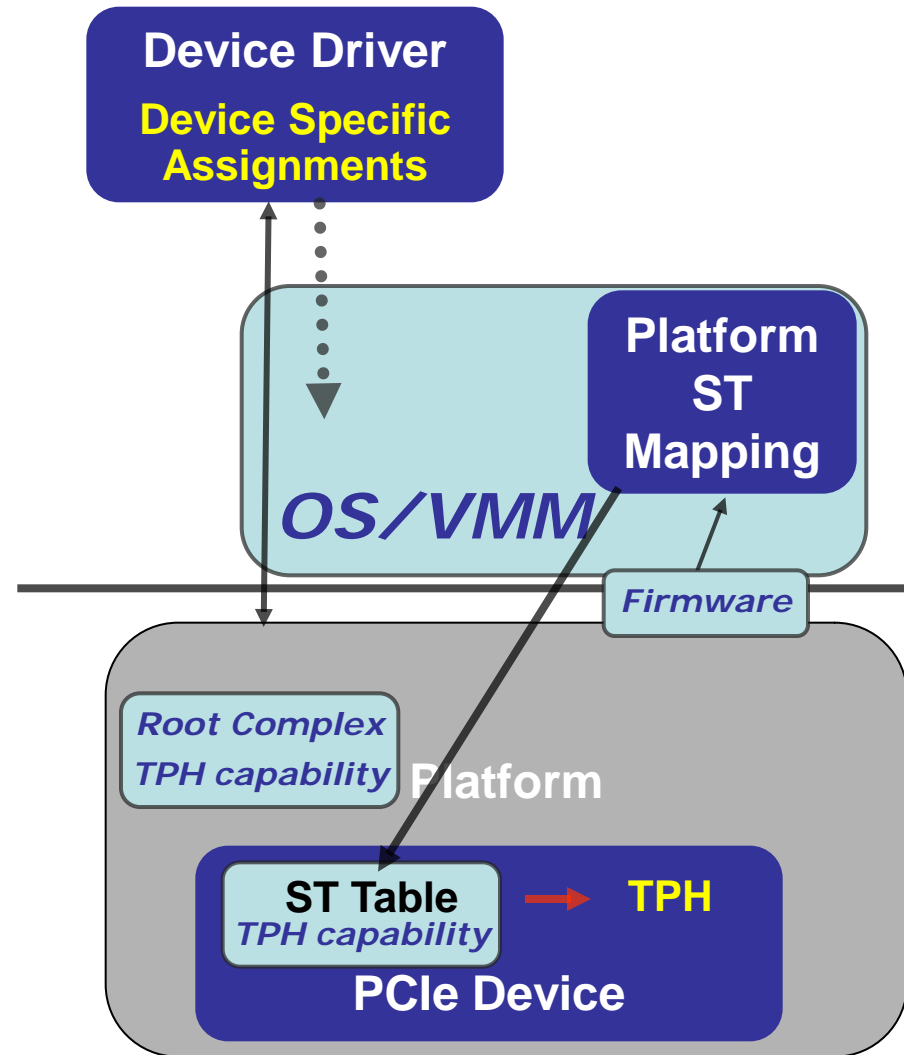 Device Driver
Device Specific
Assignments
Platform
ST
Mapping
OS/VMM
Firmware
Root Complex
TPH capability
Platform
ST Table
TPH capability
TPH
PCIe Device